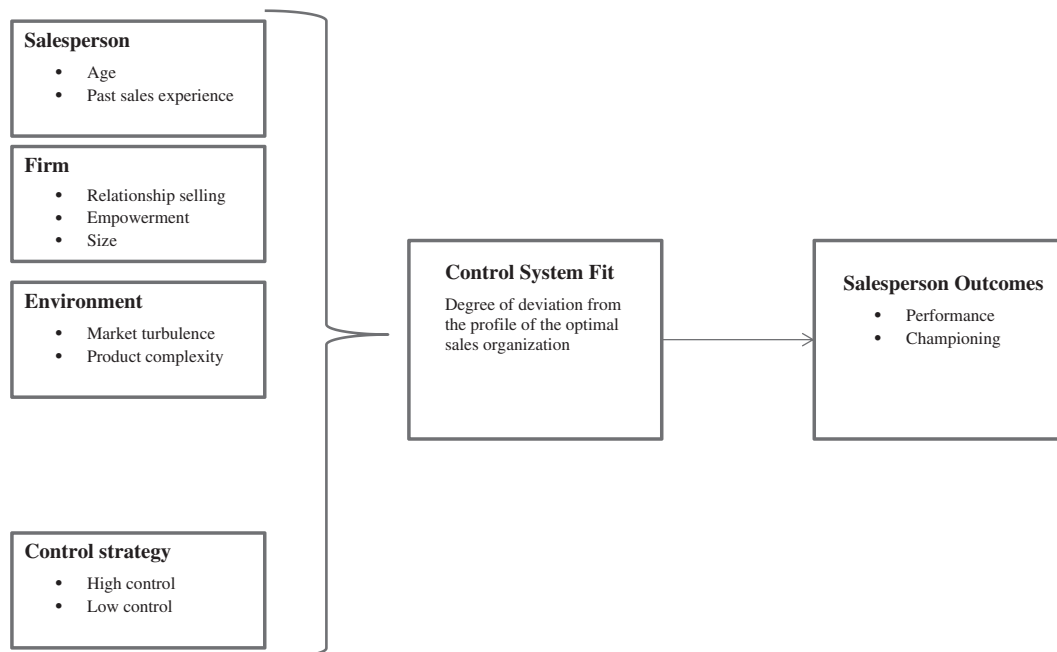 Salesperson
• Age
• Past sales experience
Firm
• Relationship selling
• Empowerment
• Size
Environment
• Market turbulence
• Product complexity
Control strategy
• High control
• Low control
Control System Fit
Degree of deviation from
the profile of the optimal
sales organization
Salesperson Outcomes
• Performance
• Championing